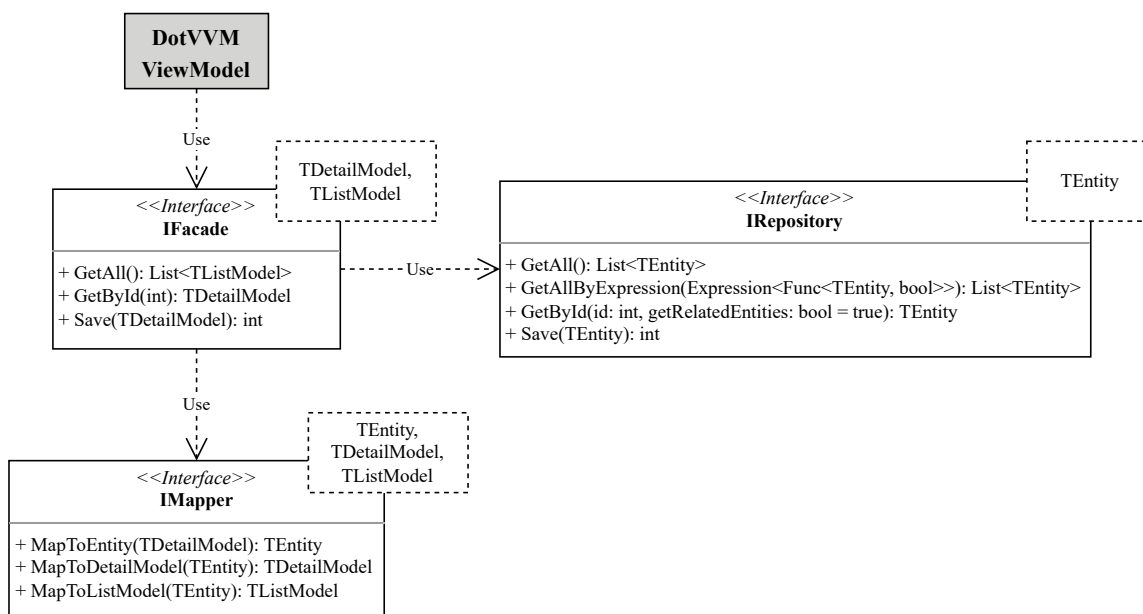 DotVVM
ViewModel
Use
TDetailModel,
TListModel
<<Interface>>
IFacade
+ GetAll(): List<TListModel>
+ GetById(int): TDetailModel
+ Save(TDetailModel): int
Use
TEntity
<<Interface>>
IRepository
+ GetAll(): List<TEntity>
+ GetAllByExpression(Expression<Func<TEntity, bool>>): List<TEntity>
+ GetById(id: int, getRelatedEntities: bool = true): TEntity
+ Save(TEntity): int
Use
TEntity,
TDetailModel,
TListModel
<<Interface>>
IMapper
+ MapToEntity(TDetailModel): TEntity
+ MapToDetailModel(TEntity): TDetailModel
+ MapToListModel(TEntity): TListModel